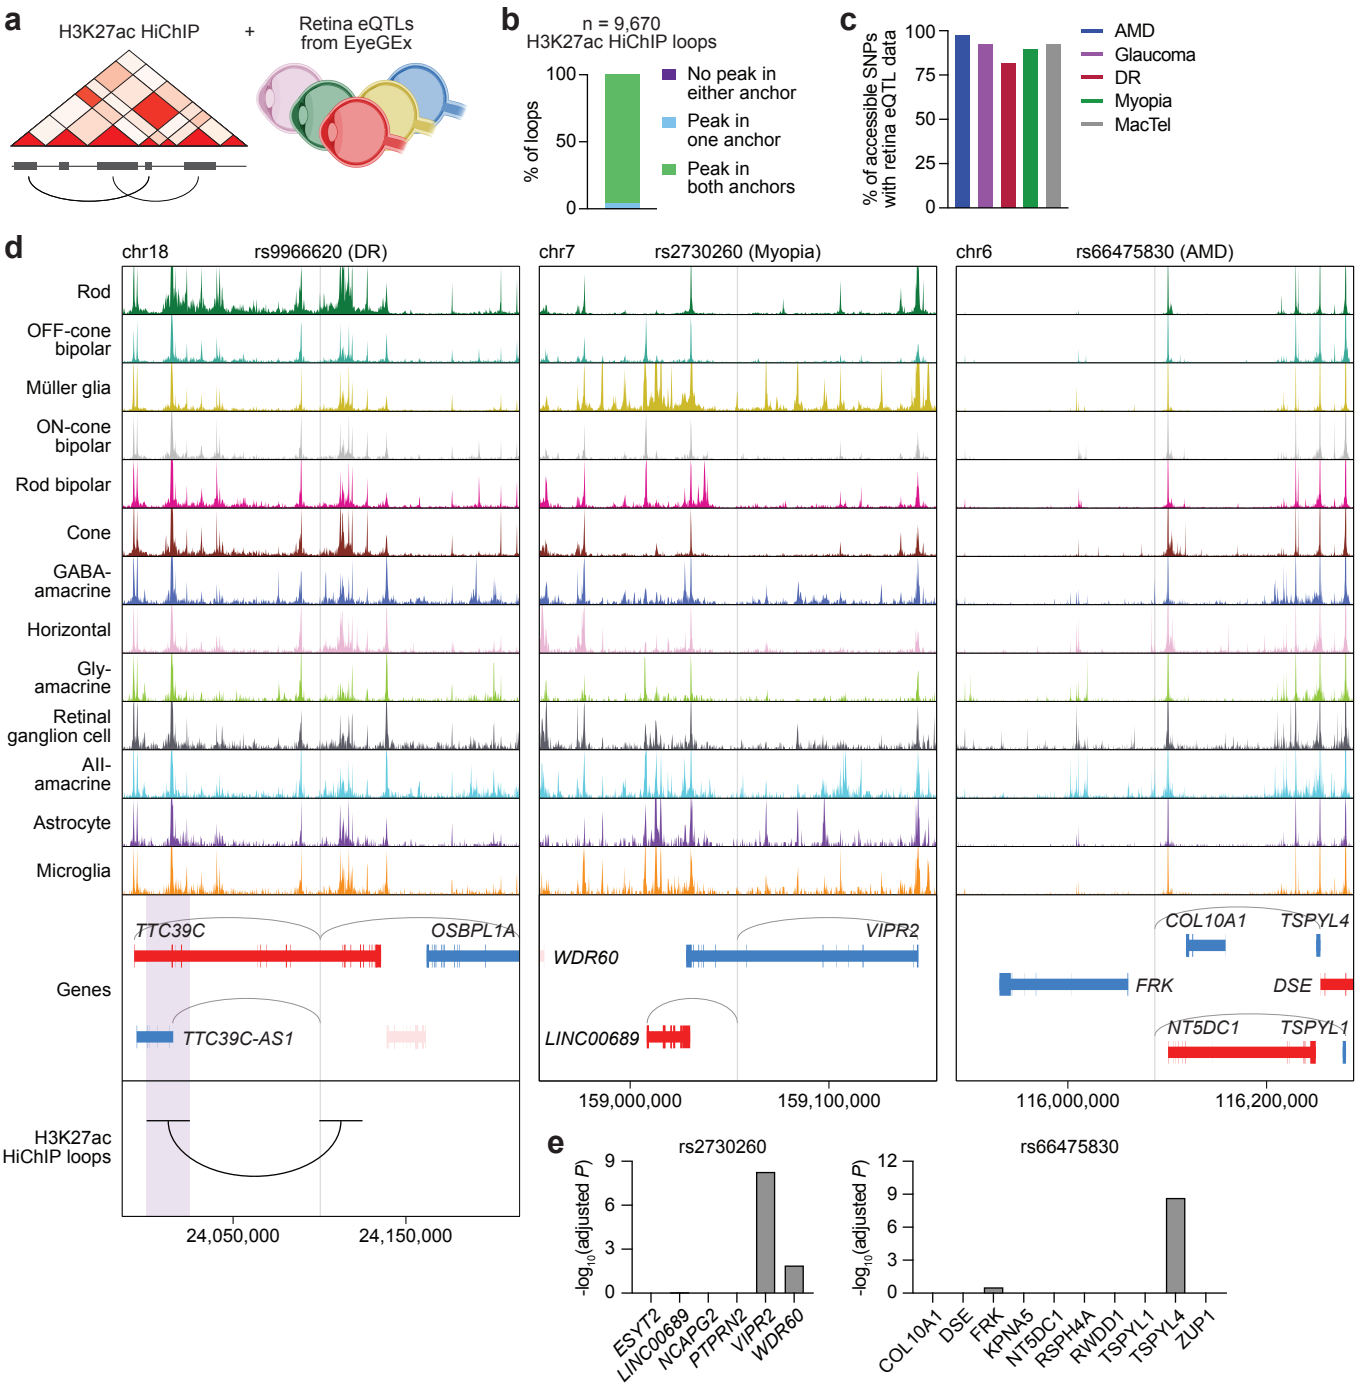 a
H3K27ac HiChIP
+
Retina eQTLs
from EyeGEx
b
n = 9,670
H3K27ac HiChIP loops
% of loops
100
50
0
No peak in
either anchor
Peak in
one anchor
Peak in
both anchors
c
% of accessible SNPs
with retina eQTL data
100
75
50
25
0
AMD
Glaucoma
DR
Myopia
MacTel
d
chr18
rs9966620 (DR)
chr7
rs2730260 (Myopia)
chr6
rs66475830 (AMD)
Rod
OFF-cone
bipolar
Müller glia
ON-cone
bipolar
Rod bipolar
Cone
GABA-
amacrine
Horizontal
Gly-
amacrine
Retinal
ganglion cell
AII-
amacrine
Astrocyte
Microglia
Genes
H3K27ac
HiChIP loops
TTC39C
OSBPL1A
TTC39C-AS1
24,050,000
24,150,000
WDR60
VIPR2
LINC00689
159,000,000
159,100,000
COL10A1
TSPYL4
FRK
DSE
NT5DC1
TSPYL1
116,000,000
116,200,000
e
rs2730260
-log10(adjusted P)
9
6
3
0
ESYT2
LINC00689
NCAPG2
PTPRN2
VIPR2
WDR60
rs66475830
-log10(adjusted P)
12
9
6
3
0
COL10A1
DSE
FRK
KPNA5
NT5DC1
RSPH4A
RWDD1
TSPYL1
TSPYL4
ZUP1